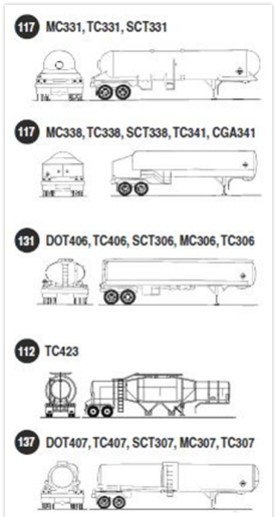 117 MC331, TC331, SCT331
117 MC338, TC338, SCT338, TC341, CGA341
131 DOT406, TC406, SCT306, MC306, TC306
112 TC423
137 DOT407, TC407, SCT307, MC307, TC307